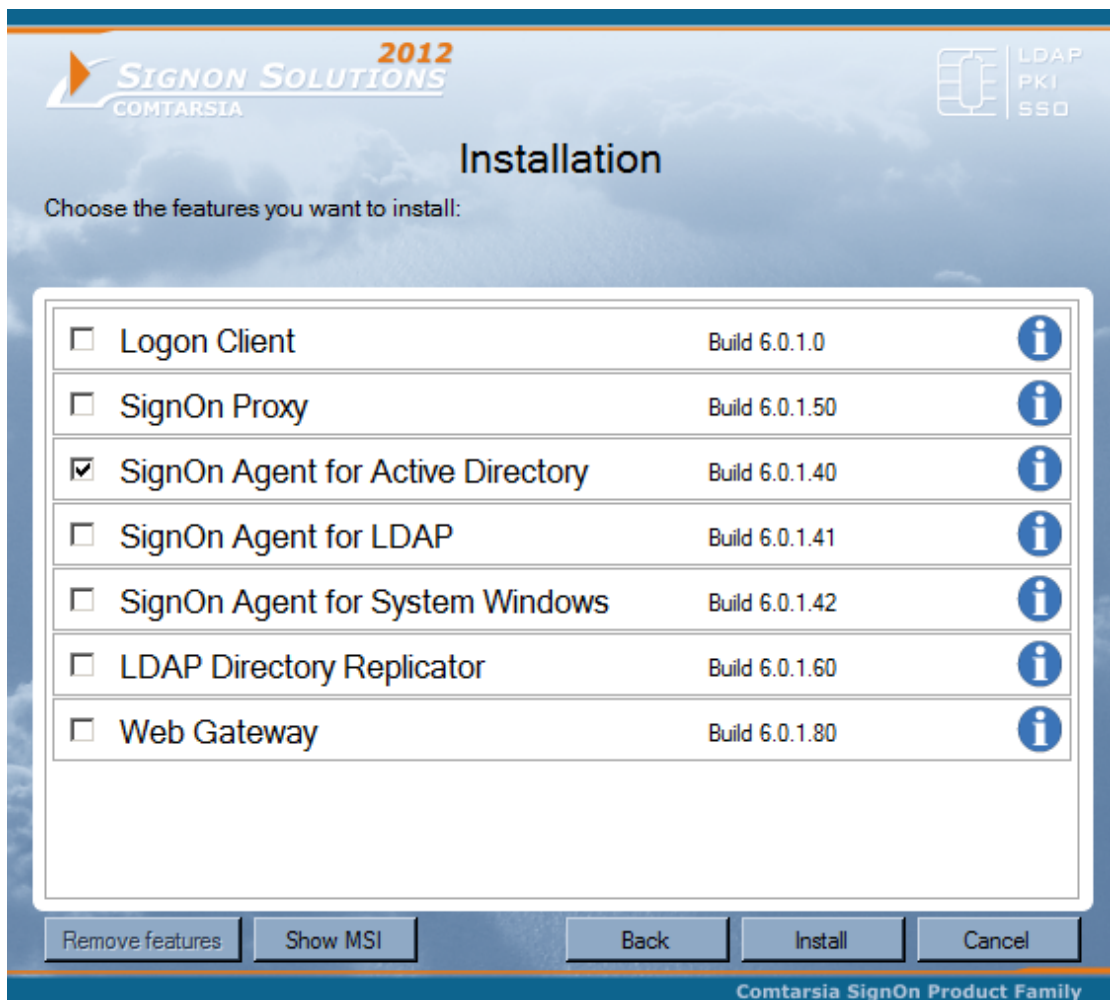 2012
SIGNON SOLUTIONS
COMTARSIA
LDAP
PKI
SSO
Installation
Choose the features you want to install:
Logon Client Build 6.0.1.0
SignOn Proxy Build 6.0.1.50
SignOn Agent for Active Directory Build 6.0.1.40
SignOn Agent for LDAP Build 6.0.1.41
SignOn Agent for System Windows Build 6.0.1.42
LDAP Directory Replicator Build 6.0.1.60
Web Gateway Build 6.0.1.80
Remove features Show MSI Back Install Cancel
Comtarsia SignOn Product Family